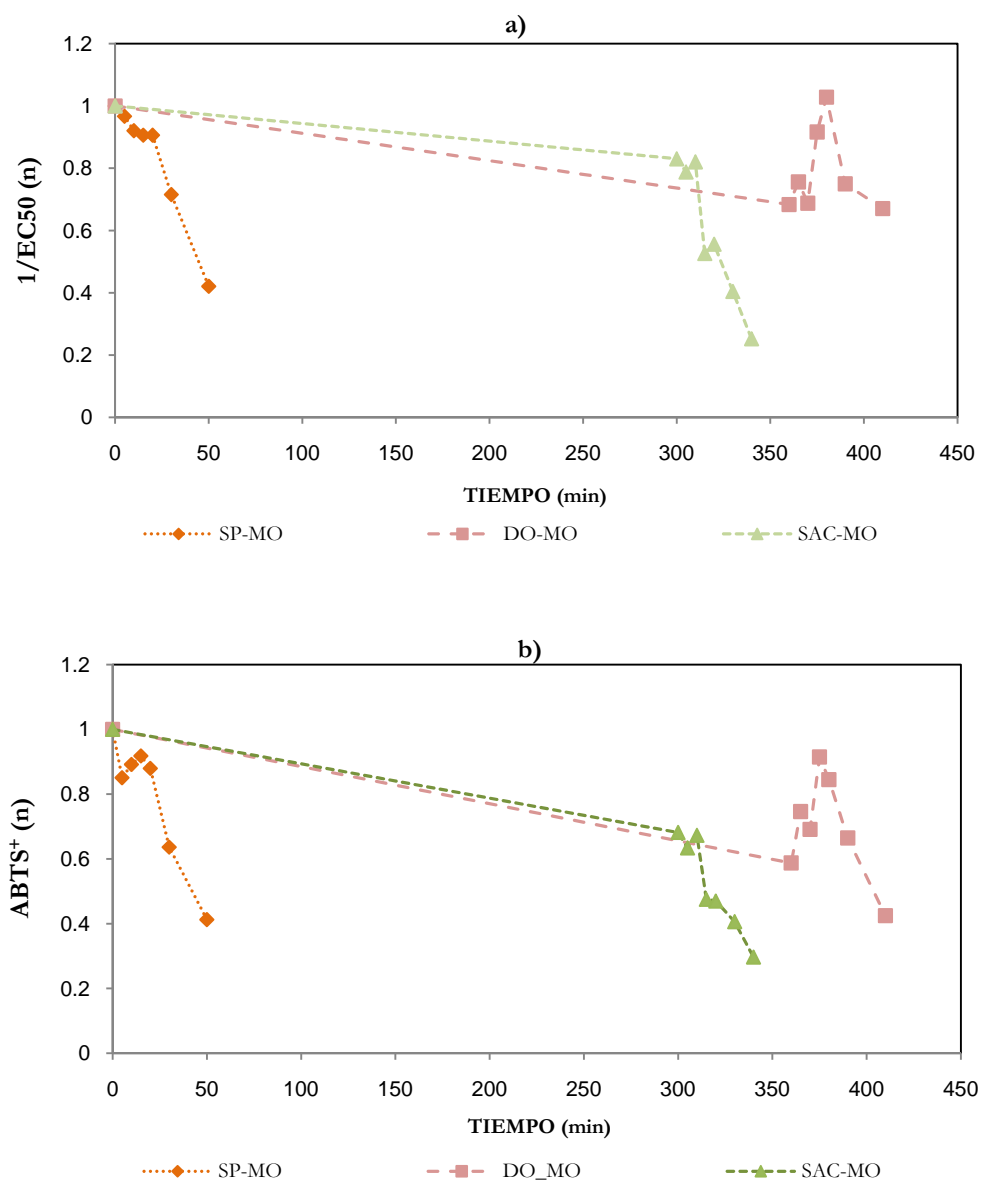 a)
1.2
1
0.8
0.6
0.4
0.2
0
1/EC50 (n)
0 50 100 150 200 250 300 350 400 450
TIEMPO (min)
SP-MO DO-MO SAC-MO
b)
1.2
1
0.8
0.6
0.4
0.2
0
ABTS⁺ (n)
0 50 100 150 200 250 300 350 400 450
TIEMPO (min)
SP-MO DO_MO SAC-MO